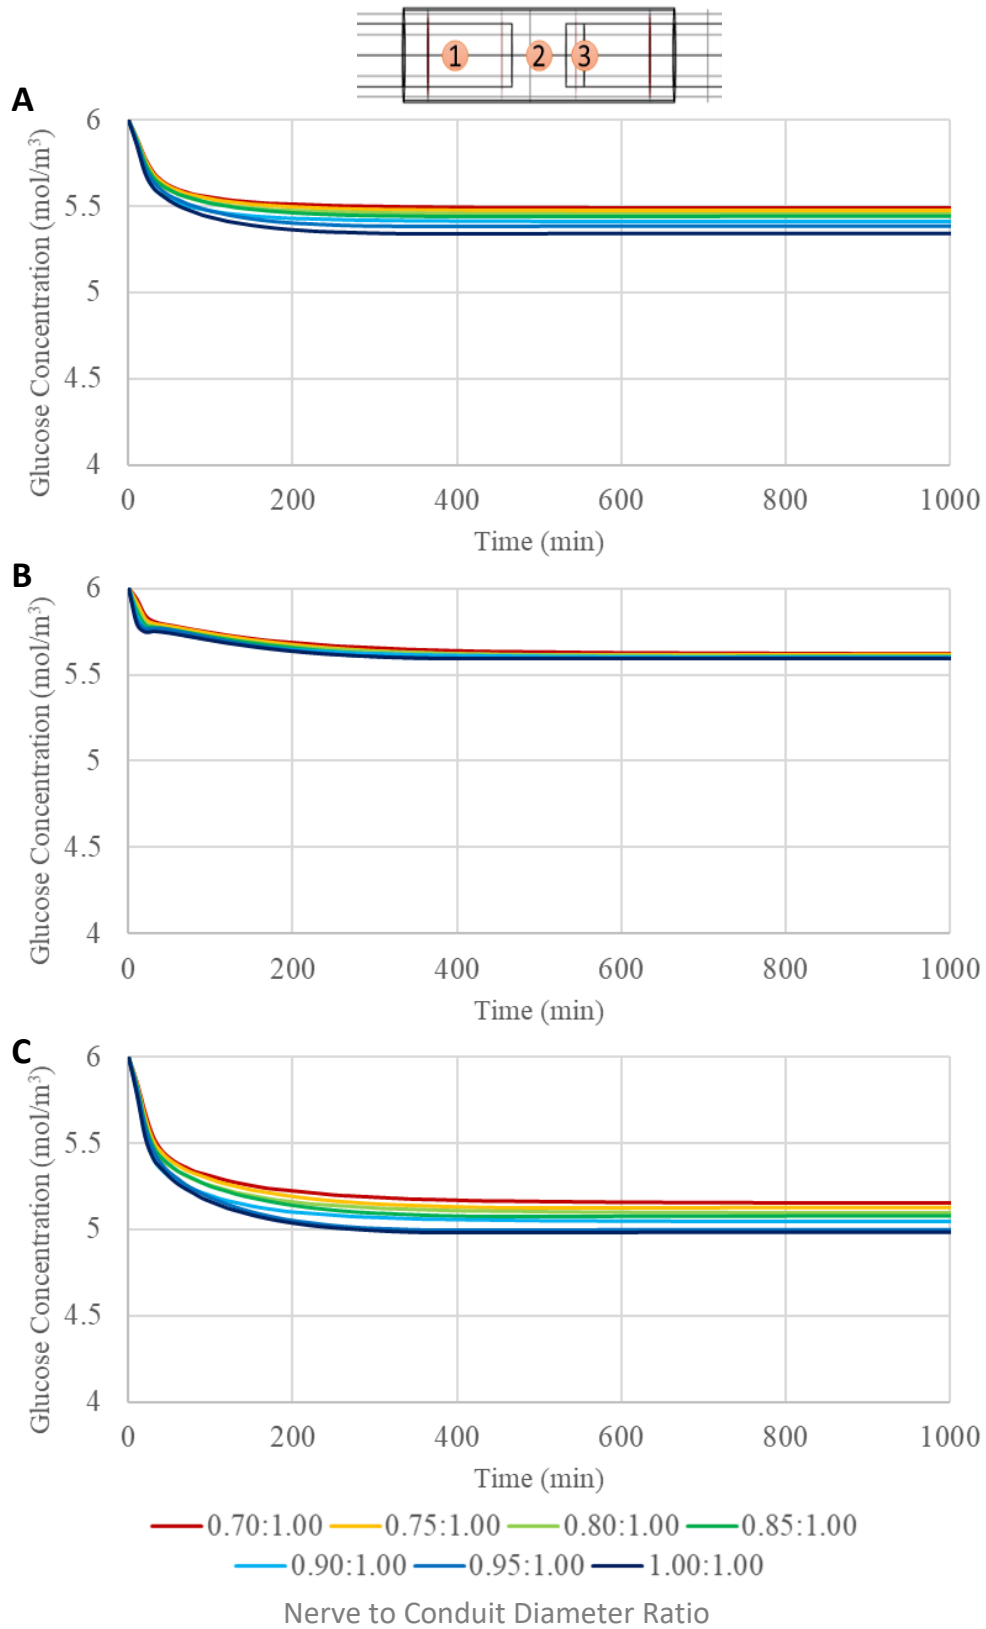 1 2 3
A
Glucose Concentration (mol/m³)
6
5.5
5
4.5
4
0 200 400 600 800 1000
Time (min)
B
Glucose Concentration (mol/m³)
6
5.5
5
4.5
4
0 200 400 600 800 1000
Time (min)
C
Glucose Concentration (mol/m³)
6
5.5
5
4.5
4
0 200 400 600 800 1000
Time (min)
0.70:1.00 0.75:1.00 0.80:1.00 0.85:1.00
0.90:1.00 0.95:1.00 1.00:1.00
Nerve to Conduit Diameter Ratio